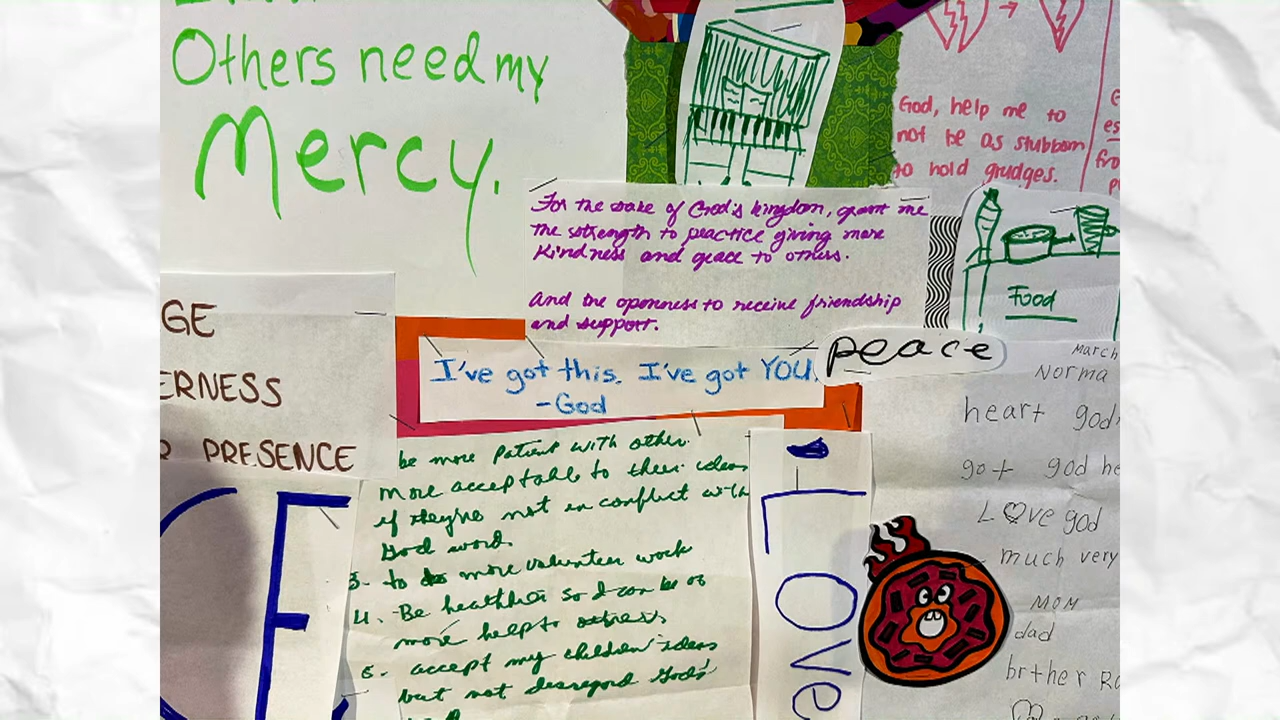 Others need my
Mercy.
God, help me to
not be as stubborn
to hold grudges.
For the sake of God's kingdom, grant me
the strength to practice giving more
kindness and grace to others.
And the openness to receive friendship
and support.
Food
GE
ERNESS
PRESENCE
I've got this. I've got YOU.
-God
peace
March
Norma
heart god
got god he
Love god
much very
MOM
dad
brther Ra
be more patient with other
more acceptable to their ideas
if they're not in conflict with
God word.
3. to do more volunteer work
4. Be healthier so I can be of
more help to others
5. accept my children ideas
but not disregard Gods'
CE
Love